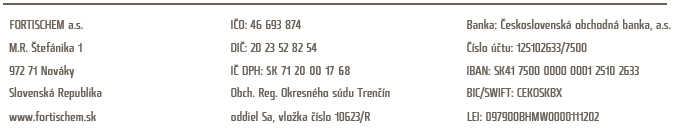 FORTISCHEM a.s.
M.R. Štefánika 1
972 71 Nováky
Slovenská Republika
www.fortischem.sk
IČO: 46 693 874
DIČ: 20 23 52 82 54
IČ DPH: SK 71 20 00 17 68
Obch. Reg. Okresného súdu Trenčín
oddiel Sa, vložka číslo 10623/R
Banka: Československá obchodná banka, a.s.
Číslo účtu: 125102633/7500
IBAN: SK41 7500 0000 0001 2510 2633
BIC/SWIFT: CEKOSKBX
LEI: 097900BHMW0000111202